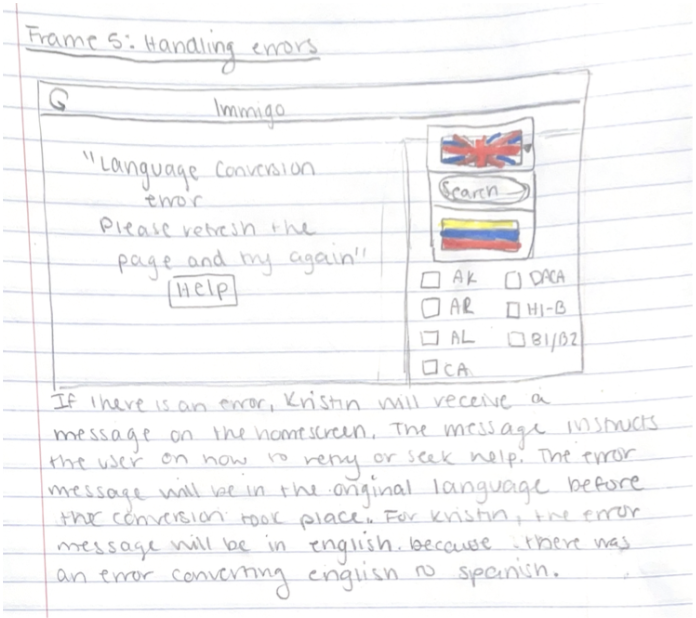 Frame 5: Handling errors
Immigo
"Language Conversion
error
Please refresh the
page and try again"
Help
Search
AK DACA
AR H1-B
AL B1/B2
CA
If there is an error, Kristin will receive a
message on the homescreen. The message instructs
the user on how to retry or seek help. The error
message will be in the original language before
the conversion took place. For Kristin, the error
message will be in english because there was
an error converting english to spanish.